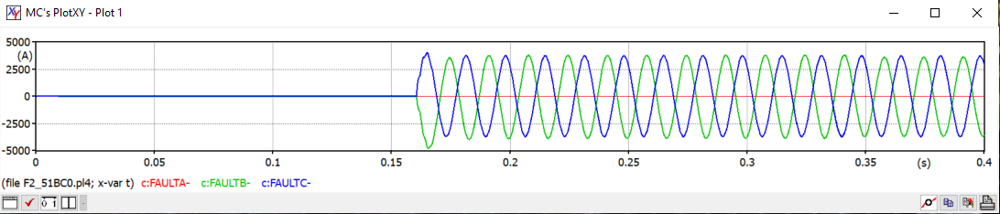 MC's PlotXY - Plot 1
5000
(A)
2500
0
-2500
-5000
0 0.05 0.1 0.15 0.2 0.25 0.3 0.35 (s) 0.4
(file F2_51BC0.pl4; x-var t) c:FAULTA- c:FAULTB- c:FAULTC-